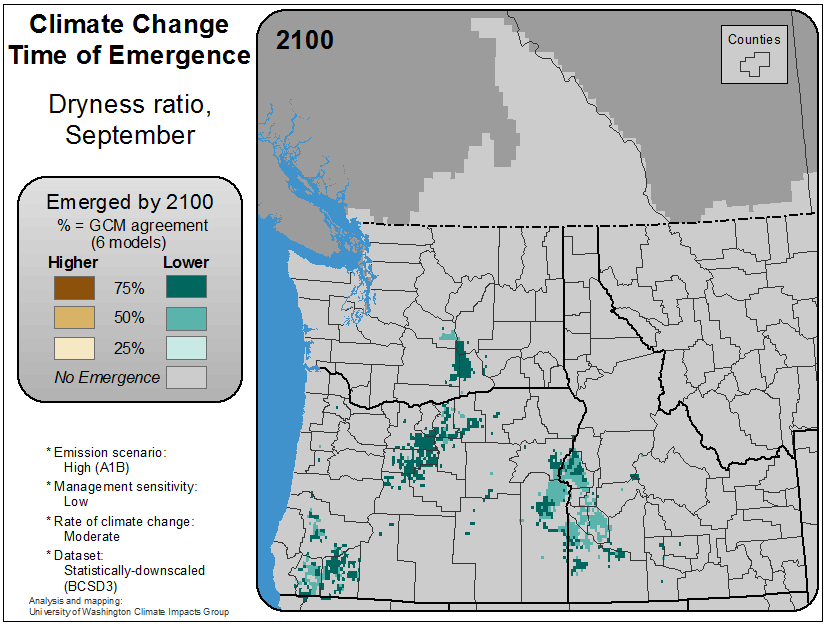 Climate Change
Time of Emergence
Dryness ratio,
September
Emerged by 2100
% = GCM agreement
(6 models)
Higher Lower
75%
50%
25%
No Emergence
* Emission scenario:
High (A1B)
* Management sensitivity:
Low
* Rate of climate change:
Moderate
* Dataset:
Statistically-downscaled
(BCSD3)
Analysis and mapping:
University of Washington Climate Impacts Group
2100
Counties